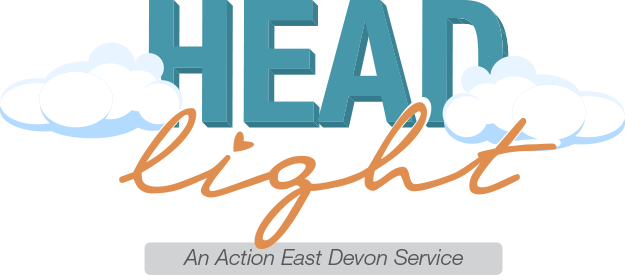 HEAD
light
An Action East Devon Service